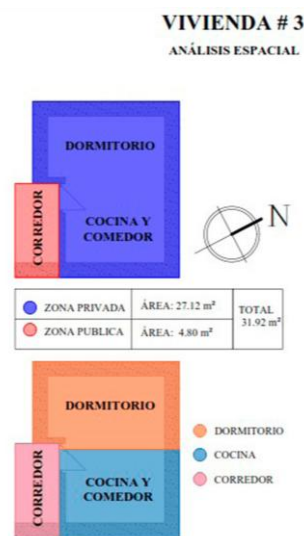 VIVIENDA # 3
ANÁLISIS ESPACIAL
DORMITORIO
CORREDOR
COCINA Y
COMEDOR
N
ZONA PRIVADA ÁREA: 27.12 m² TOTAL
31.92 m²
ZONA PUBLICA ÁREA: 4.80 m²
DORMITORIO
CORREDOR
COCINA Y
COMEDOR
DORMITORIO
COCINA
CORREDOR